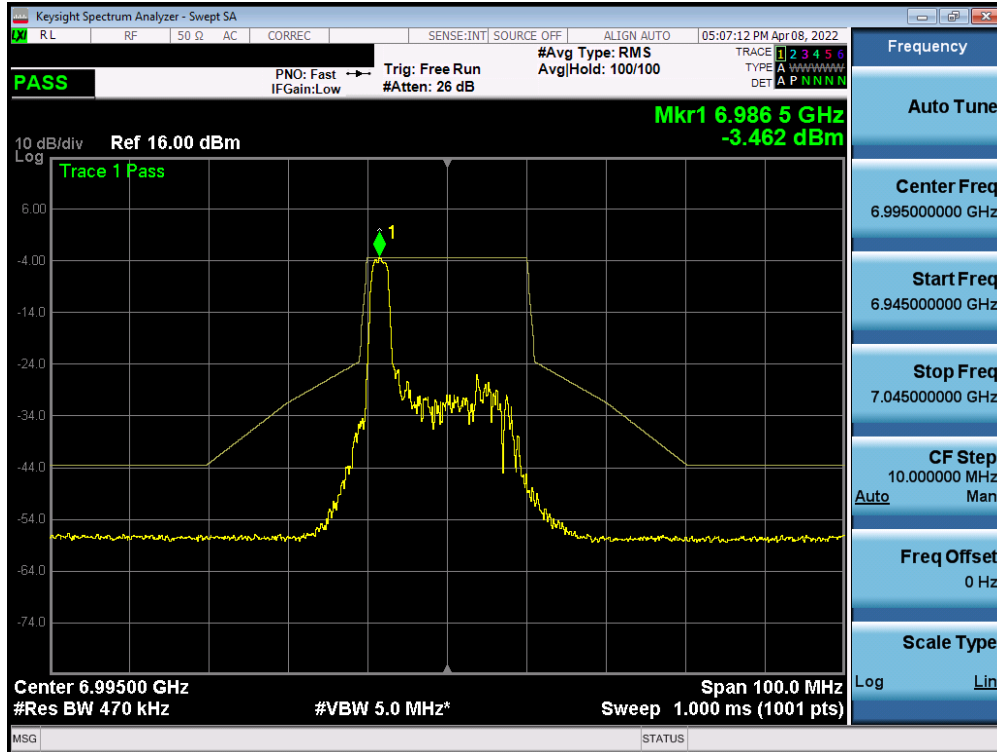 Keysight Spectrum Analyzer - Swept SA
LXI RL RF 50 Ω AC CORREC SENSE:INT SOURCE OFF ALIGN AUTO 05:07:12 PM Apr 08, 2022
PASS
PNO: Fast
IFGain:Low
Trig: Free Run
#Atten: 26 dB
#Avg Type: RMS
Avg|Hold: 100/100
TRACE 1 2 3 4 5 6
TYPE A WWWWW
DET A P N N N N
Mkr1 6.986 5 GHz
-3.462 dBm
10 dB/div Ref 16.00 dBm
Log
Trace 1 Pass
6.00
-4.00
-14.0
-24.0
-34.0
-44.0
-54.0
-64.0
-74.0
1
Center 6.99500 GHz Span 100.0 MHz
#Res BW 470 kHz #VBW 5.0 MHz* Sweep 1.000 ms (1001 pts)
MSG STATUS
Frequency
Auto Tune
Center Freq
6.995000000 GHz
Start Freq
6.945000000 GHz
Stop Freq
7.045000000 GHz
CF Step
10.000000 MHz
Auto Man
Freq Offset
0 Hz
Scale Type
Log Lin